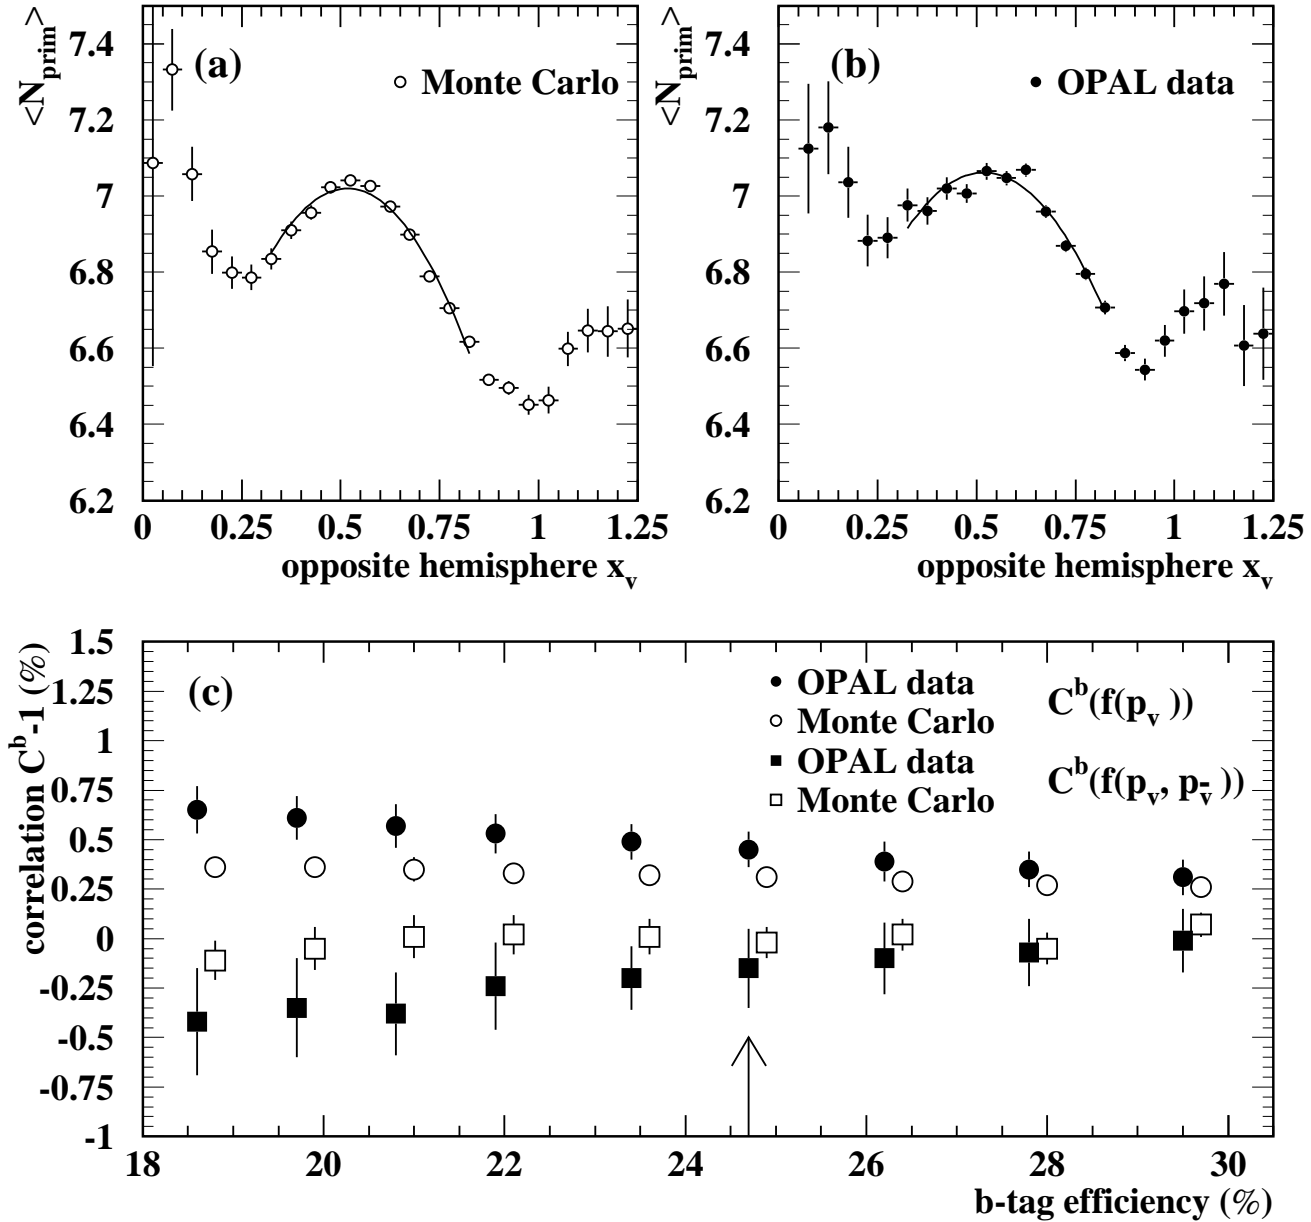 <N_prim>
7.4
7.2
7
6.8
6.6
6.4
6.2
(a)
Monte Carlo
0 0.25 0.5 0.75 1 1.25
opposite hemisphere x_v
<N_prim>
7.4
7.2
7
6.8
6.6
6.4
6.2
(b)
OPAL data
0 0.25 0.5 0.75 1 1.25
opposite hemisphere x_v
correlation C^b-1 (%)
1.5
1.25
1
0.75
0.5
0.25
0
-0.25
-0.5
-0.75
-1
(c)
OPAL data
Monte Carlo
C^b(f(p_v))
OPAL data
Monte Carlo
C^b(f(p_v, p_v̄))
18 20 22 24 26 28 30
b-tag efficiency (%)